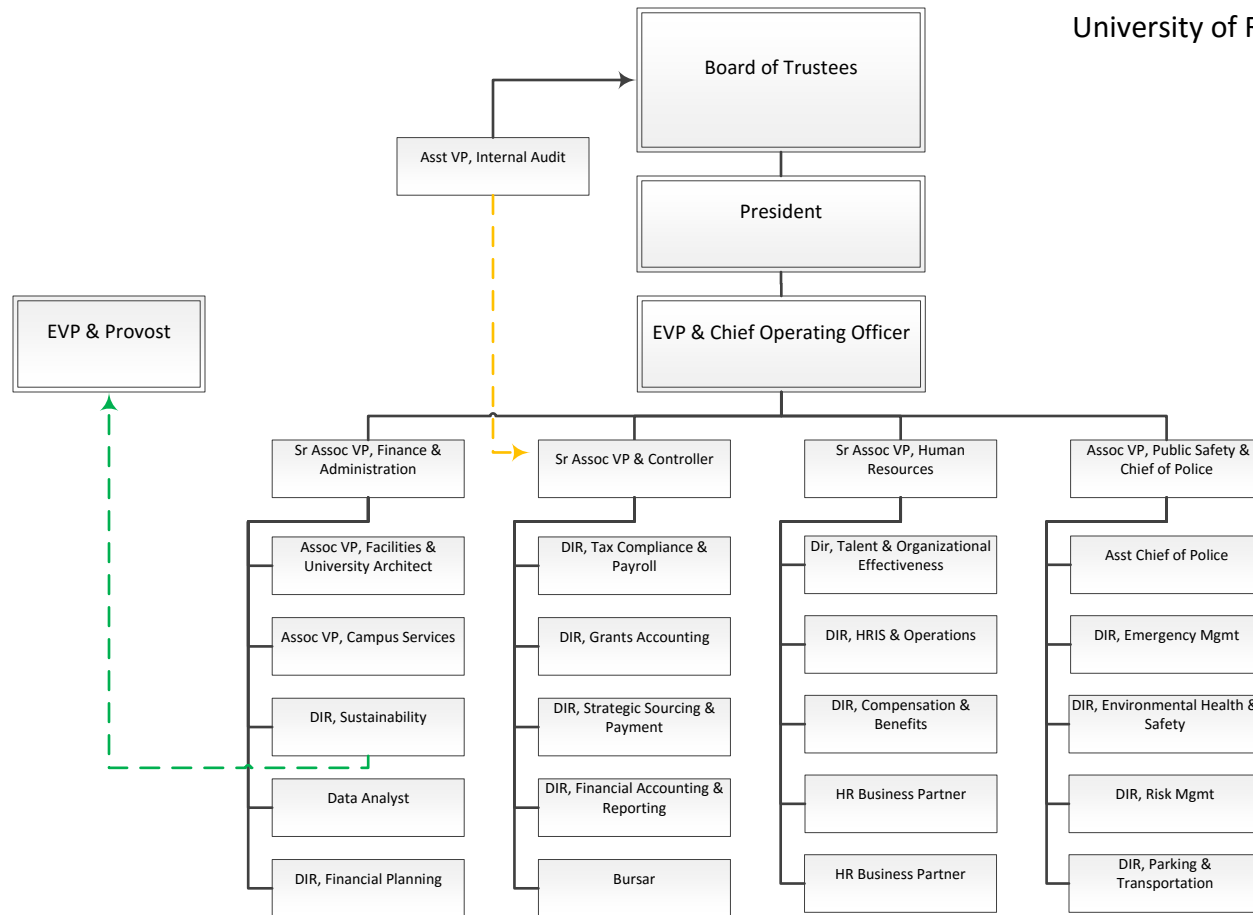 University of
Board of Trustees
Asst VP, Internal Audit
President
EVP & Provost
EVP & Chief Operating Officer
Sr Assoc VP, Finance &
Administration
Sr Assoc VP & Controller
Sr Assoc VP, Human
Resources
Assoc VP, Public Safety &
Chief of Police
Assoc VP, Facilities &
University Architect
DIR, Tax Compliance &
Payroll
Dir, Talent & Organizational
Effectiveness
Asst Chief of Police
Assoc VP, Campus Services
DIR, Grants Accounting
DIR, HRIS & Operations
DIR, Emergency Mgmt
DIR, Sustainability
DIR, Strategic Sourcing &
Payment
DIR, Compensation &
Benefits
DIR, Environmental Health &
Safety
Data Analyst
DIR, Financial Accounting &
Reporting
HR Business Partner
DIR, Risk Mgmt
DIR, Financial Planning
Bursar
HR Business Partner
DIR, Parking &
Transportation